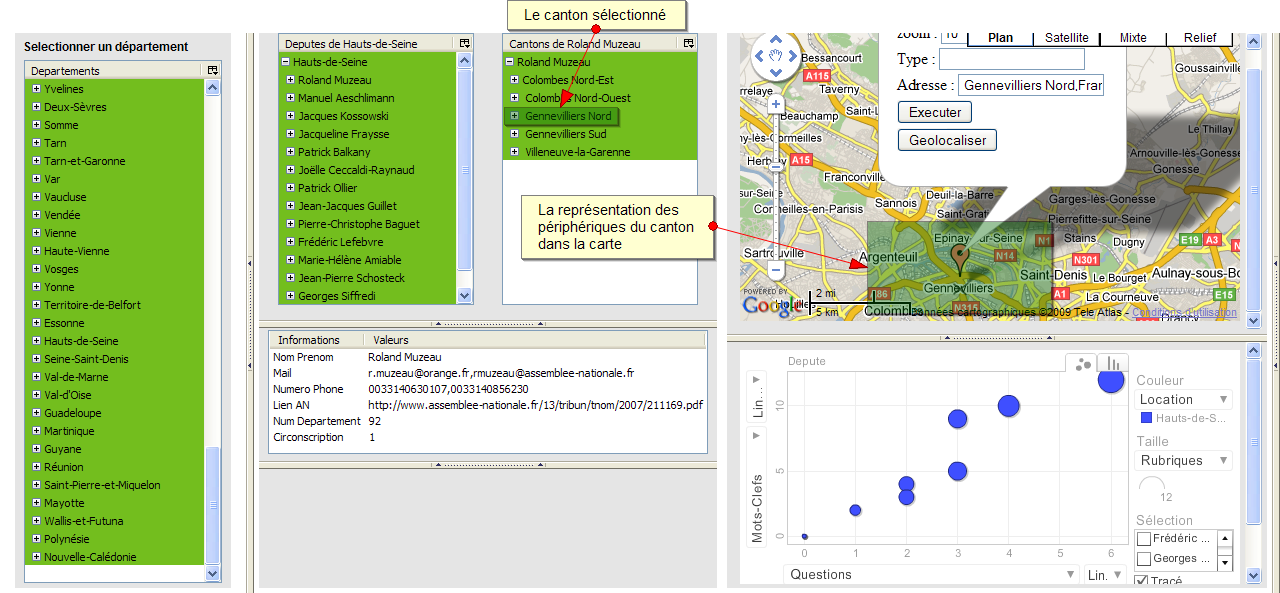 Le canton sélectionné
Selectionner un département
Departements
Yvelines
Deux-Sèvres
Somme
Tarn
Tarn-et-Garonne
Var
Vaucluse
Vendée
Vienne
Haute-Vienne
Vosges
Yonne
Territoire-de-Belfort
Essonne
Hauts-de-Seine
Seine-Saint-Denis
Val-de-Marne
Val-d'Oise
Guadeloupe
Martinique
Guyane
Réunion
Saint-Pierre-et-Miquelon
Mayotte
Wallis-et-Futuna
Polynésie
Nouvelle-Calédonie
Deputes de Hauts-de-Seine
Hauts-de-Seine
Roland Muzeau
Manuel Aeschlimann
Jacques Kossowski
Jacqueline Fraysse
Patrick Balkany
Joëlle Ceccaldi-Raynaud
Patrick Ollier
Jean-Jacques Guillet
Pierre-Christophe Baguet
Frédéric Lefebvre
Marie-Hélène Amiable
Jean-Pierre Schosteck
Georges Siffredi
Cantons de Roland Muzeau
Roland Muzeau
Colombes Nord-Est
Colombes Nord-Ouest
Gennevilliers Nord
Gennevilliers Sud
Villeneuve-la-Garenne
La représentation des
périphériques du canton
dans la carte
Informations Valeurs
Nom Prenom Roland Muzeau
Mail r.muzeau@orange.fr,rmuzeau@assemblee-nationale.fr
Numero Phone 0033140630107,0033140856230
Lien AN http://www.assemblee-nationale.fr/13/tribun/tnom/2007/211169.pdf
Num Departement 92
Circonscription 1
zoom : 10
Plan Satellite Mixte Relief
Type :
Adresse : Gennevilliers Nord,Fran
Executer
Geolocaliser
Bessancourt
A115
Taverny
Beauchamp
A15
Franconville
Sannois
Goussainville
Le Thillay
Arnouville-lès-Gonesse
Gonesse
Deuil-la-Barre
Garges-lès-Gonesse
Saint-Grat
Pierrefitte-sur-Seine
Epinay-sur-Seine
N1
Stains
Dugny
E19
A3
N
Argenteuil
N14
N301
Saint-Denis
Le Bourget
Aulnay-sous-Bo
Gennevilliers
A1
La Courneuve
E15
A86
N315
Colombes
Drancy
POWERED BY
Google
2 mi
5 km
Données cartographiques ©2009 Tele Atlas - Conditions d'utilisation
Depute
Lin...
Mots-Clefs
10
5
0
0 1 2 3 4 5 6
Questions
Lin.
Couleur
Location
Hauts-de-S...
Taille
Rubriques
12
Sélection
Frédéric ...
Georges ...
Tracé